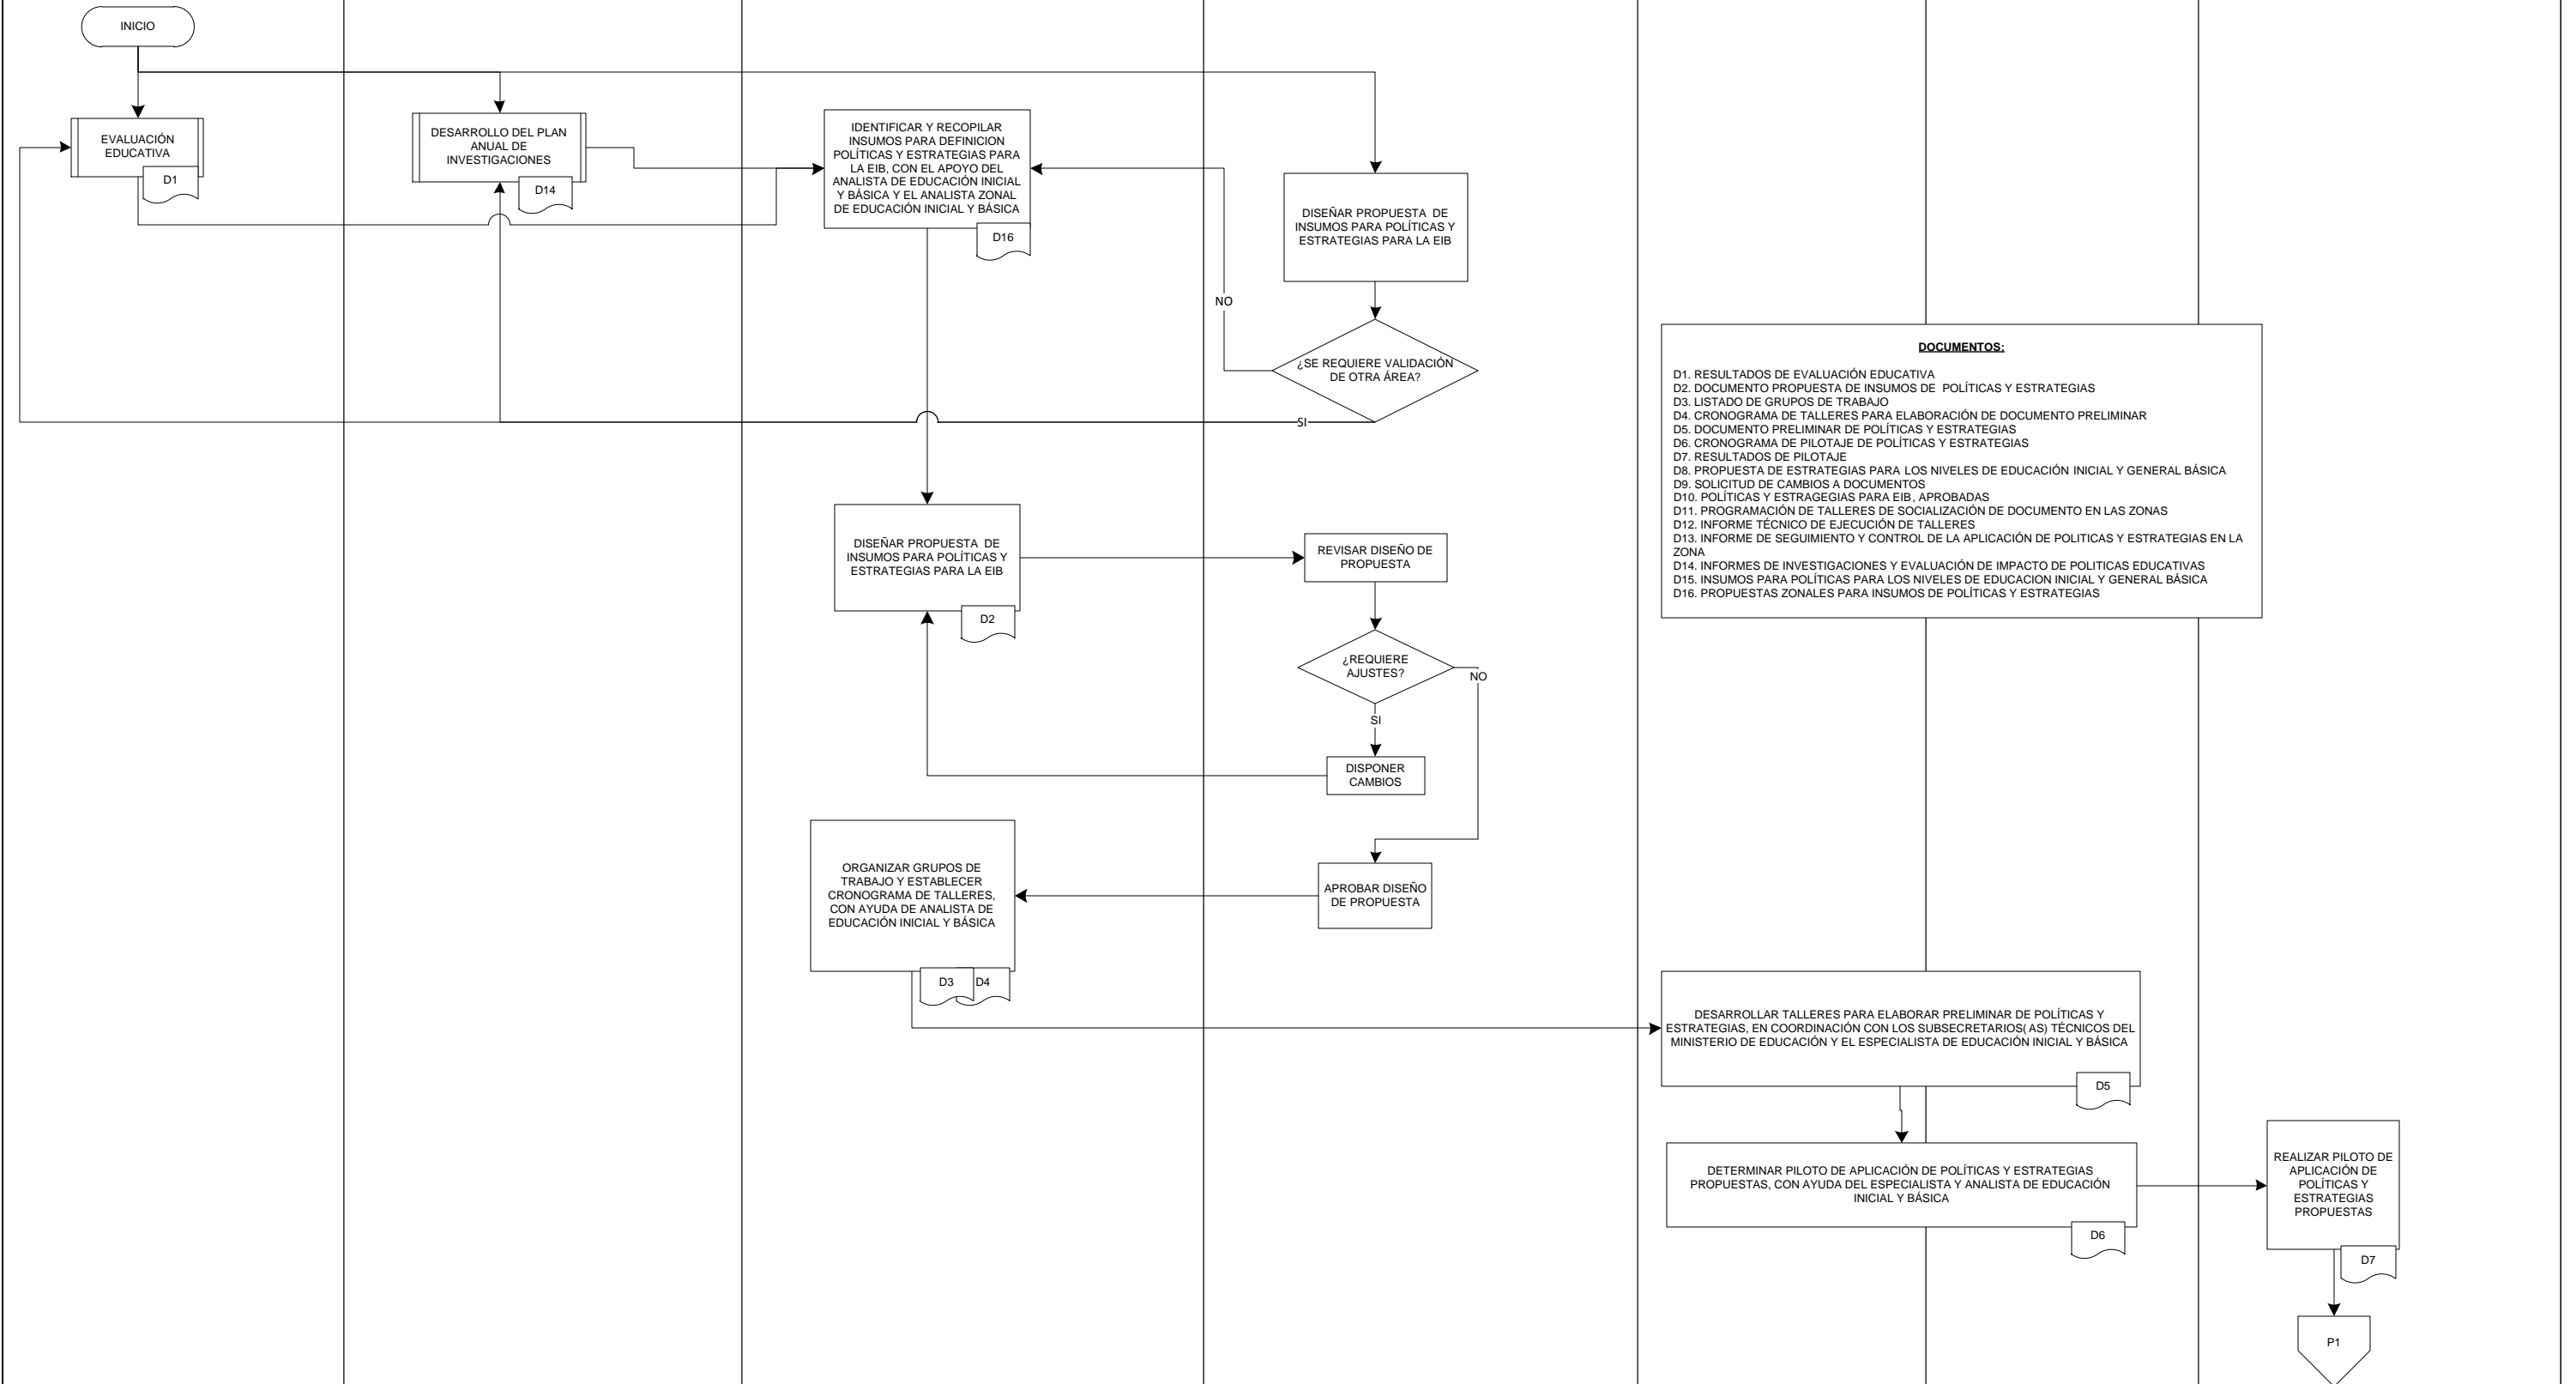 INICIO
EVALUACIÓN
EDUCATIVA
D1
DESARROLLO DEL PLAN
ANUAL DE
INVESTIGACIONES
D14
IDENTIFICAR Y RECOPILAR
INSUMOS PARA DEFINICION
POLÍTICAS Y ESTRATEGIAS PARA
LA EIB, CON EL APOYO DEL
ANALISTA DE EDUCACIÓN INICIAL
Y BÁSICA Y EL ANALISTA ZONAL
DE EDUCACIÓN INICIAL Y BÁSICA
D16
DISEÑAR PROPUESTA DE
INSUMOS PARA POLÍTICAS Y
ESTRATEGIAS PARA LA EIB
NO
¿SE REQUIERE VALIDACIÓN
DE OTRA ÁREA?
SI
DOCUMENTOS:
D1. RESULTADOS DE EVALUACIÓN EDUCATIVA
D2. DOCUMENTO PROPUESTA DE INSUMOS DE POLÍTICAS Y ESTRATEGIAS
D3. LISTADO DE GRUPOS DE TRABAJO
D4. CRONOGRAMA DE TALLERES PARA ELABORACIÓN DE DOCUMENTO PRELIMINAR
D5. DOCUMENTO PRELIMINAR DE POLÍTICAS Y ESTRATEGIAS
D6. CRONOGRAMA DE PILOTAJE DE POLÍTICAS Y ESTRATEGIAS
D7. RESULTADOS DE PILOTAJE
D8. PROPUESTA DE ESTRATEGIAS PARA LOS NIVELES DE EDUCACIÓN INICIAL Y GENERAL BÁSICA
D9. SOLICITUD DE CAMBIOS A DOCUMENTOS
D10. POLÍTICAS Y ESTRAGEGIAS PARA EIB, APROBADAS
D11. PROGRAMACIÓN DE TALLERES DE SOCIALIZACIÓN DE DOCUMENTO EN LAS ZONAS
D12. INFORME TÉCNICO DE EJECUCIÓN DE TALLERES
D13. INFORME DE SEGUIMIENTO Y CONTROL DE LA APLICACIÓN DE POLITICAS Y ESTRATEGIAS EN LA
ZONA
D14. INFORMES DE INVESTIGACIONES Y EVALUACIÓN DE IMPACTO DE POLITICAS EDUCATIVAS
D15. INSUMOS PARA POLÍTICAS PARA LOS NIVELES DE EDUCACION INICIAL Y GENERAL BÁSICA
D16. PROPUESTAS ZONALES PARA INSUMOS DE POLÍTICAS Y ESTRATEGIAS
DISEÑAR PROPUESTA DE
INSUMOS PARA POLÍTICAS Y
ESTRATEGIAS PARA LA EIB
D2
REVISAR DISEÑO DE
PROPUESTA
¿REQUIERE
AJUSTES?
NO
SI
DISPONER
CAMBIOS
ORGANIZAR GRUPOS DE
TRABAJO Y ESTABLECER
CRONOGRAMA DE TALLERES,
CON AYUDA DE ANALISTA DE
EDUCACIÓN INICIAL Y BÁSICA
D3
D4
APROBAR DISEÑO
DE PROPUESTA
DESARROLLAR TALLERES PARA ELABORAR PRELIMINAR DE POLÍTICAS Y
ESTRATEGIAS, EN COORDINACIÓN CON LOS SUBSECRETARIOS(AS) TÉCNICOS DEL
MINISTERIO DE EDUCACIÓN Y EL ESPECIALISTA DE EDUCACIÓN INICIAL Y BÁSICA
D5
DETERMINAR PILOTO DE APLICACIÓN DE POLÍTICAS Y ESTRATEGIAS
PROPUESTAS, CON AYUDA DEL ESPECIALISTA Y ANALISTA DE EDUCACIÓN
INICIAL Y BÁSICA
D6
REALIZAR PILOTO DE
APLICACIÓN DE
POLÍTICAS Y
ESTRATEGIAS
PROPUESTAS
D7
P1